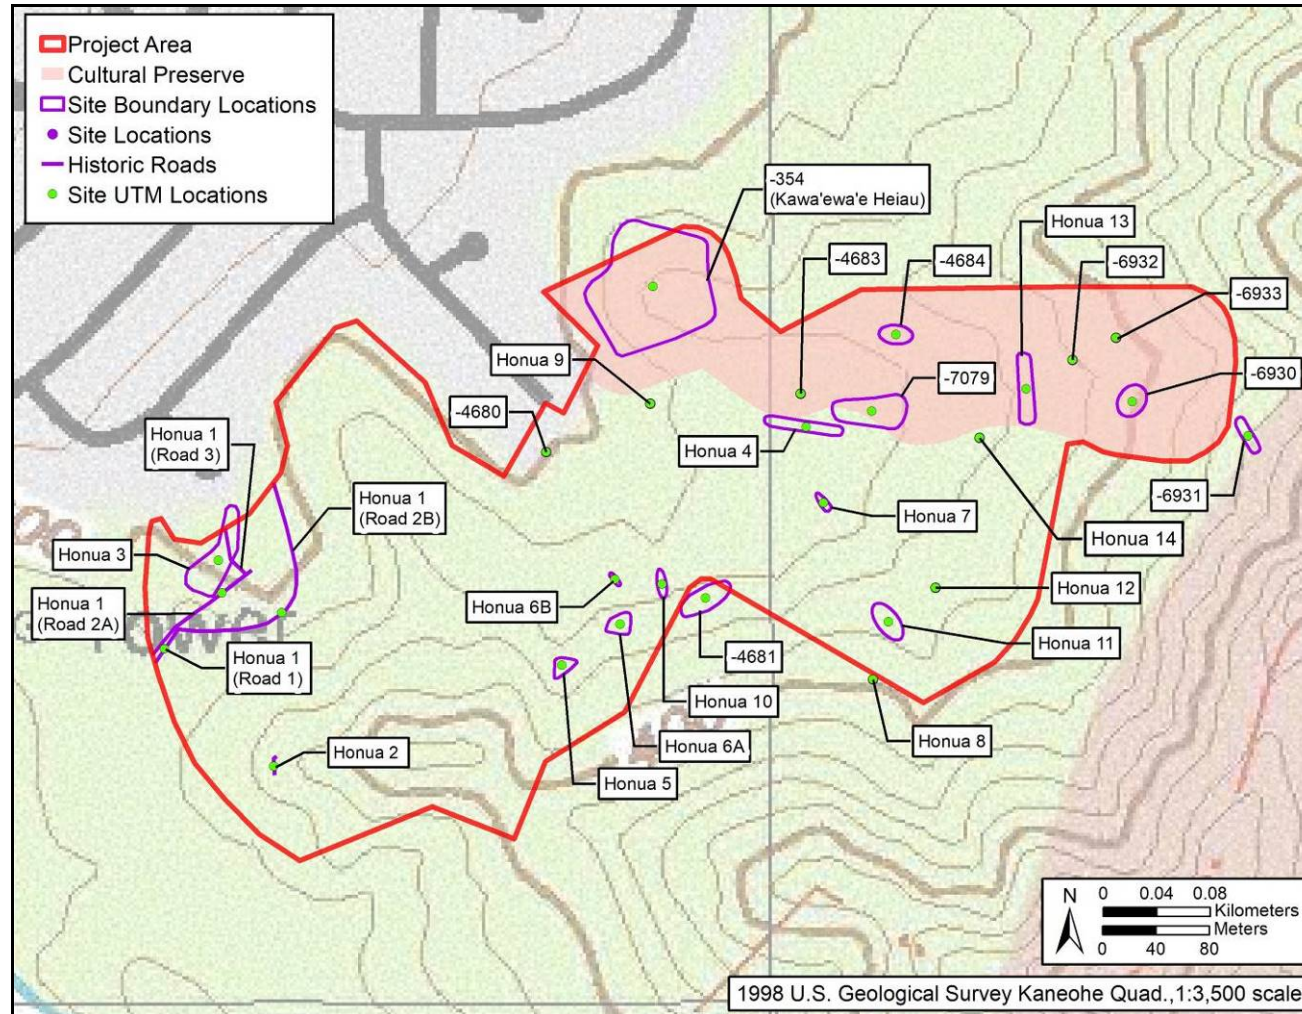 Project Area
Cultural Preserve
Site Boundary Locations
Site Locations
Historic Roads
Site UTM Locations
-354
(Kawa'ewa'e Heiau)
Honua 13
-4683
-4684
-6932
-6933
Honua 9
-7079
-6930
-4680
Honua 1
(Road 3)
Honua 4
Honua 1
(Road 2B)
-6931
Honua 7
Honua 14
Honua 3
Honua 12
Honua 6B
Honua 1
(Road 2A)
Honua 11
-4681
Honua 1
(Road 1)
Honua 10
Honua 8
Honua 6A
Honua 2
Honua 5
N
0 0.04 0.08
Kilometers
Meters
0 40 80
1998 U.S. Geological Survey Kaneohe Quad.,1:3,500 scale